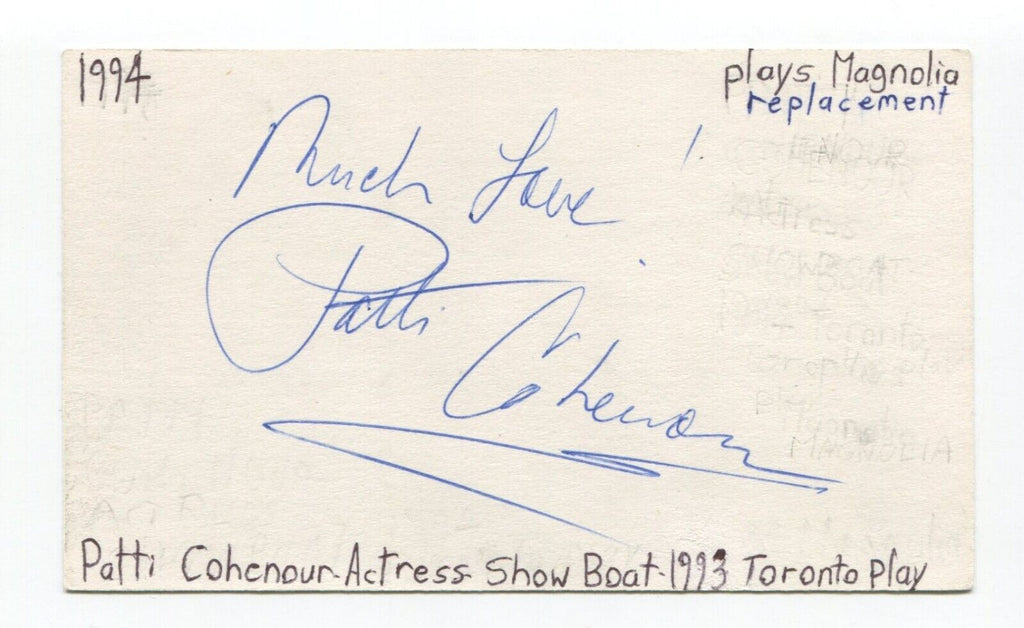 1994
plays Magnolia
replacement
Much Love !
Patti Cohenour
Patti Cohenour-Actress-Show Boat-1993 Toronto play